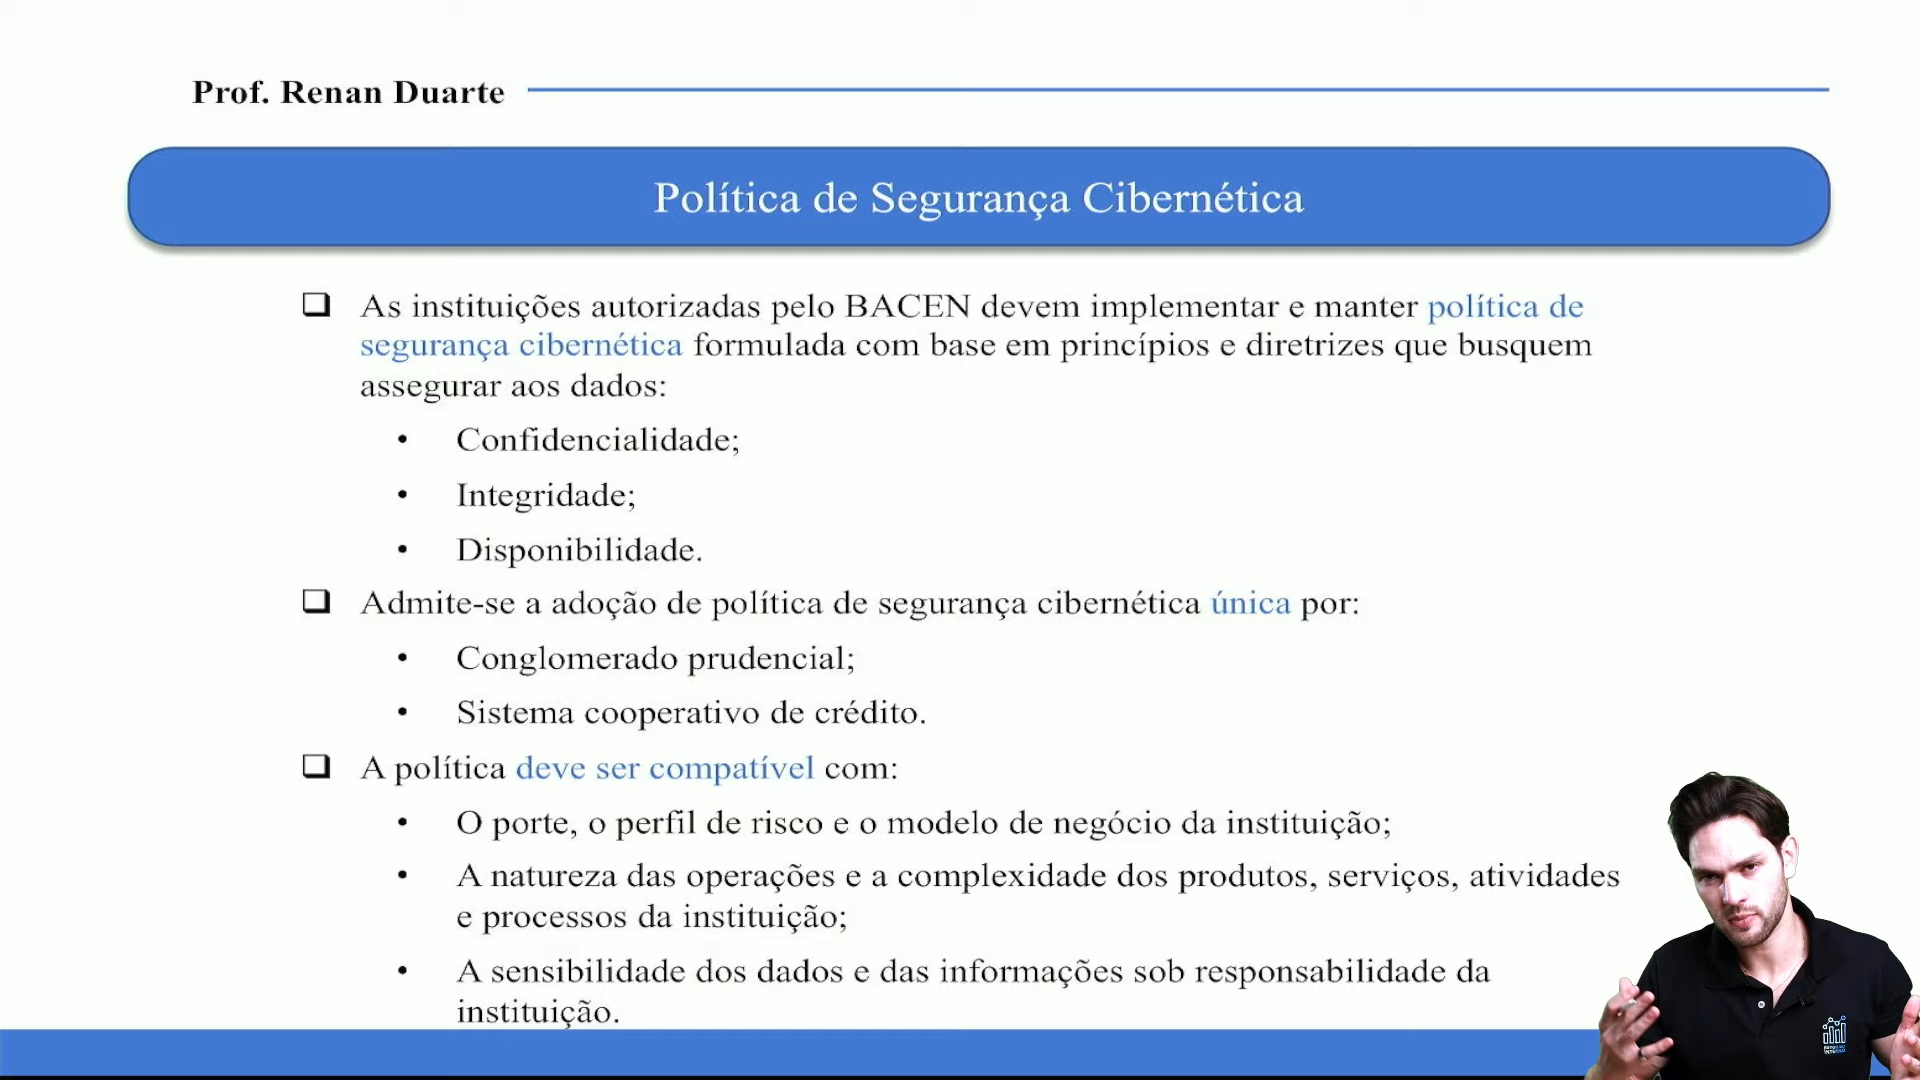 Prof. Renan Duarte
Política de Segurança Cibernética
As instituições autorizadas pelo BACEN devem implementar e manter política de
segurança cibernética formulada com base em princípios e diretrizes que busquem
assegurar aos dados:
• Confidencialidade;
• Integridade;
• Disponibilidade.
Admite-se a adoção de política de segurança cibernética única por:
• Conglomerado prudencial;
• Sistema cooperativo de crédito.
A política deve ser compatível com:
• O porte, o perfil de risco e o modelo de negócio da instituição;
• A natureza das operações e a complexidade dos produtos, serviços, atividades
e processos da instituição;
• A sensibilidade dos dados e das informações sob responsabilidade da
instituição.